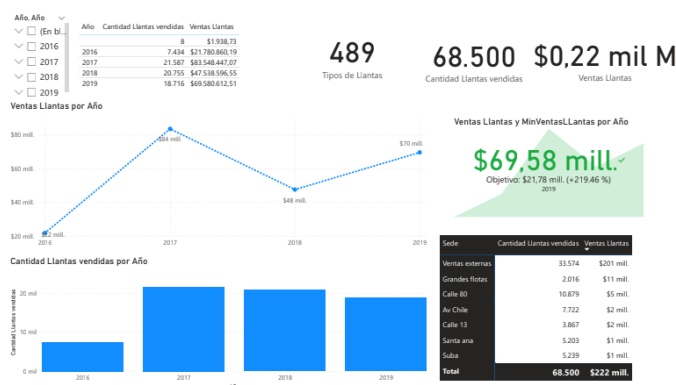 Año, Año
(En bl...
2016
2017
2018
2019
Año Cantidad Llantas vendidas Ventas Llantas
8 $1.938,73
2016 7.434 $21.780.860,19
2017 21.587 $83.548.447,07
2018 20.755 $47.538.596,55
2019 18.716 $69.580.612,51
489
Tipos de Llantas
68.500
Cantidad Llantas vendidas
$0,22 mil M
Ventas Llantas
Ventas Llantas por Año
$80 mill.
$60 mill.
$40 mill.
$20 mill.
$84 mill.
$48 mill.
$70 mill.
2016 2017 2018 2019
Ventas Llantas y MinVentasLLantas por Año
$69,58 mill.
Objetivo: $21,78 mill. (+219.46 %)
2019
Cantidad Llantas vendidas por Año
Cantidad Llantas vendidas
20 mil
10 mil
0 mil
2016 2017 2018 2019
Sede Cantidad Llantas vendidas Ventas Llantas
Ventas externas 33.574 $201 mill.
Grandes flotas 2.016 $11 mill.
Calle 80 10.879 $5 mill.
Av Chile 7.722 $2 mill.
Calle 13 3.867 $2 mill.
Santa ana 5.203 $1 mill.
Suba 5.239 $1 mill.
Total 68.500 $222 mill.